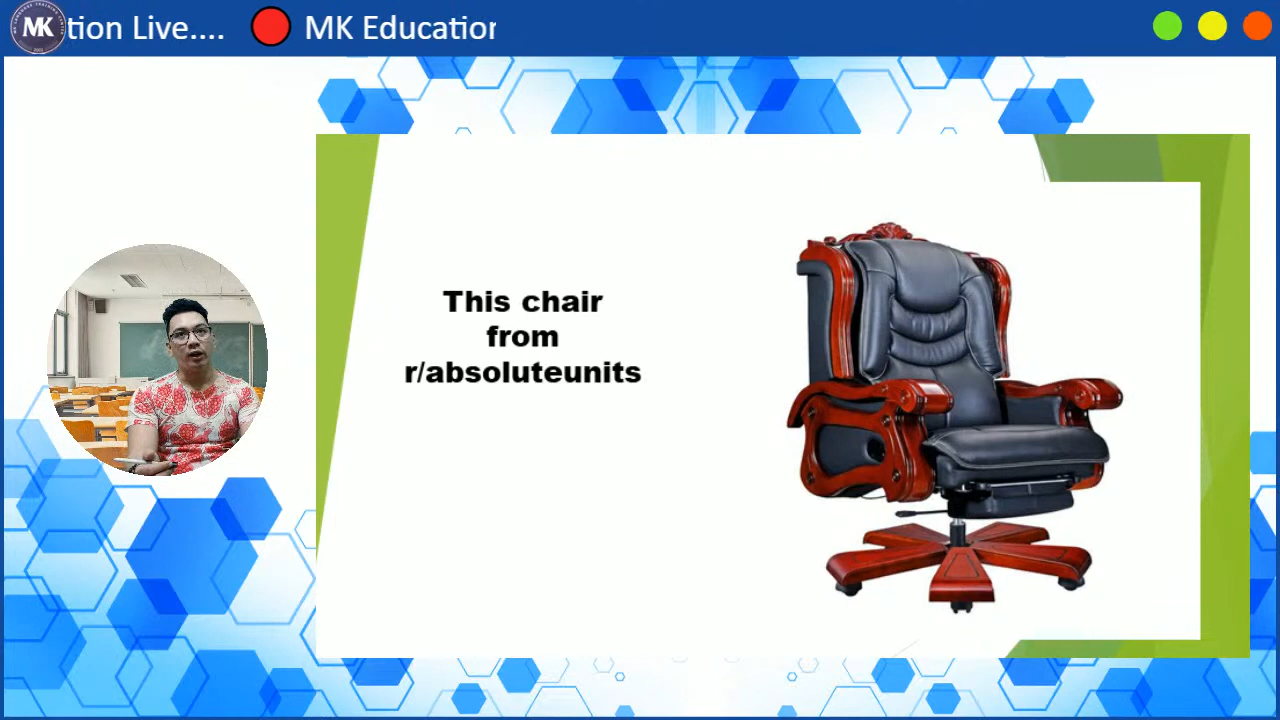 MK
tion Live.... MK Education
This chair
from
r/absoluteunits